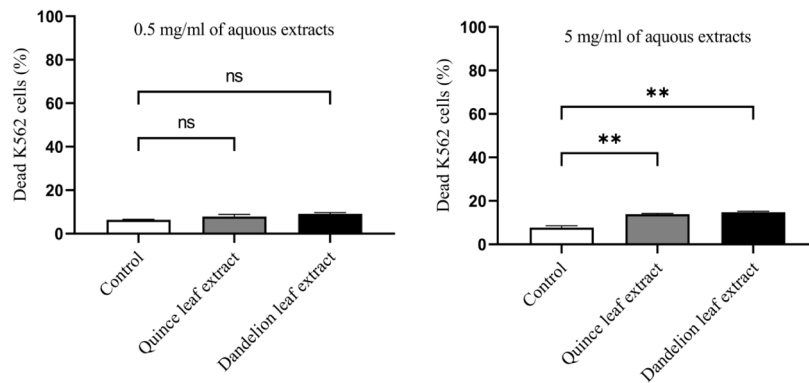 0.5 mg/ml of aquous extracts
Dead K562 cells (%)
100
80
60
40
20
0
ns
ns
Control
Quince leaf extract
Dandelion leaf extract
5 mg/ml of aquous extracts
Dead K562 cells (%)
100
80
60
40
20
0
**
**
Control
Quince leaf extract
Dandelion leaf extract